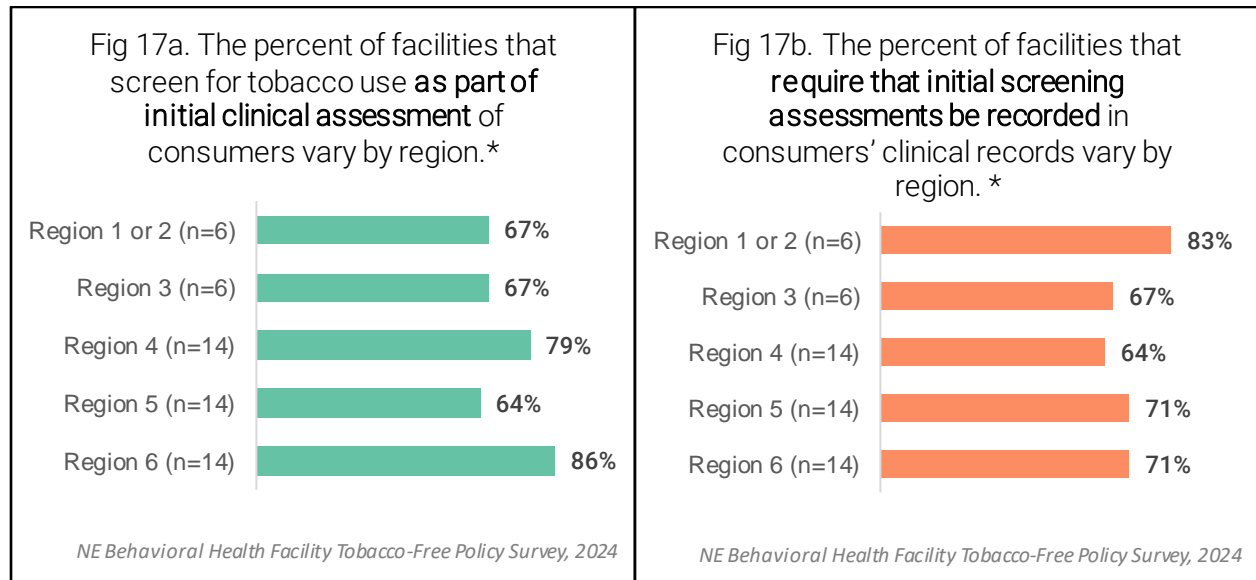 Fig 17a. The percent of facilities that
screen for tobacco use as part of
initial clinical assessment of
consumers vary by region.*
Region 1 or 2 (n=6)
67%
Region 3 (n=6)
67%
Region 4 (n=14)
79%
Region 5 (n=14)
64%
Region 6 (n=14)
86%
NE Behavioral Health Facility Tobacco-Free Policy Survey, 2024
Fig 17b. The percent of facilities that
require that initial screening
assessments be recorded in
consumers’ clinical records vary by
region. *
Region 1 or 2 (n=6)
83%
Region 3 (n=6)
67%
Region 4 (n=14)
64%
Region 5 (n=14)
71%
Region 6 (n=14)
71%
NE Behavioral Health Facility Tobacco-Free Policy Survey, 2024